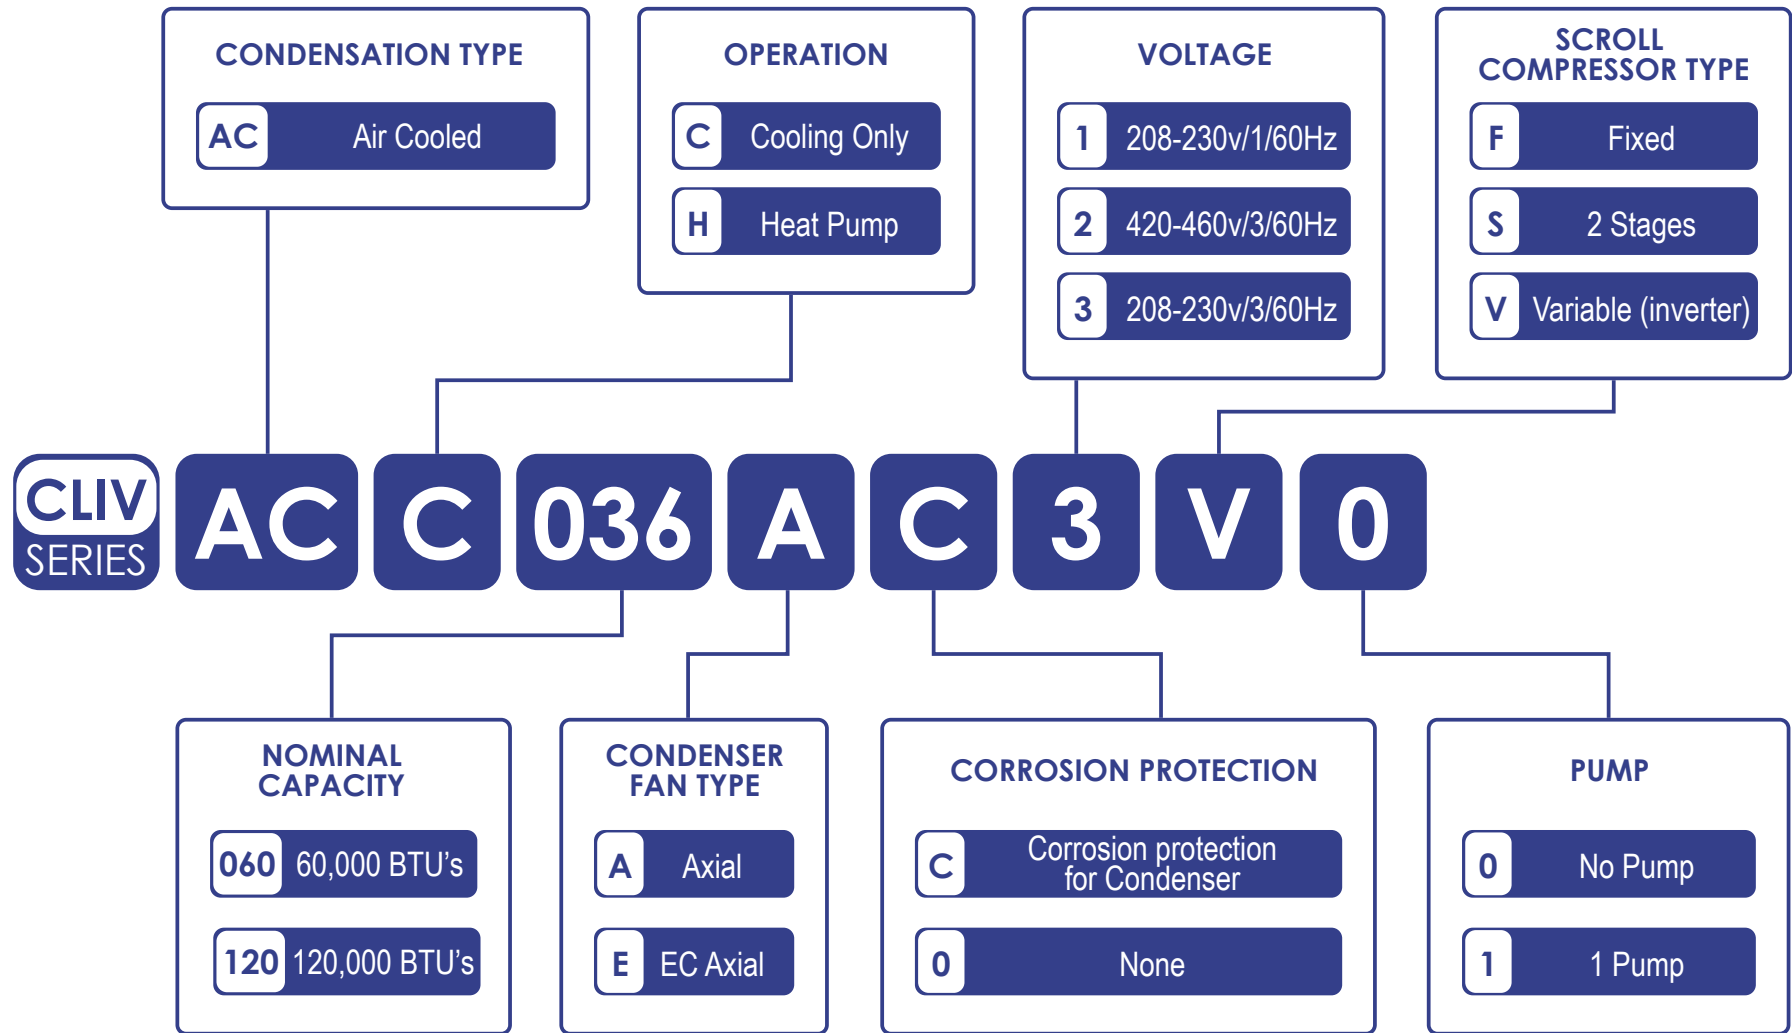 CONDENSATION TYPE
AC Air Cooled
OPERATION
C Cooling Only
H Heat Pump
VOLTAGE
1 208-230v/1/60Hz
2 420-460v/3/60Hz
3 208-230v/3/60Hz
SCROLL
COMPRESSOR TYPE
F Fixed
S 2 Stages
V Variable (inverter)
CLIV
SERIES
AC C 036 A C 3 V 0
NOMINAL
CAPACITY
060 60,000 BTU's
120 120,000 BTU's
CONDENSER
FAN TYPE
A Axial
E EC Axial
CORROSION PROTECTION
C Corrosion protection
for Condenser
0 None
PUMP
0 No Pump
1 1 Pump